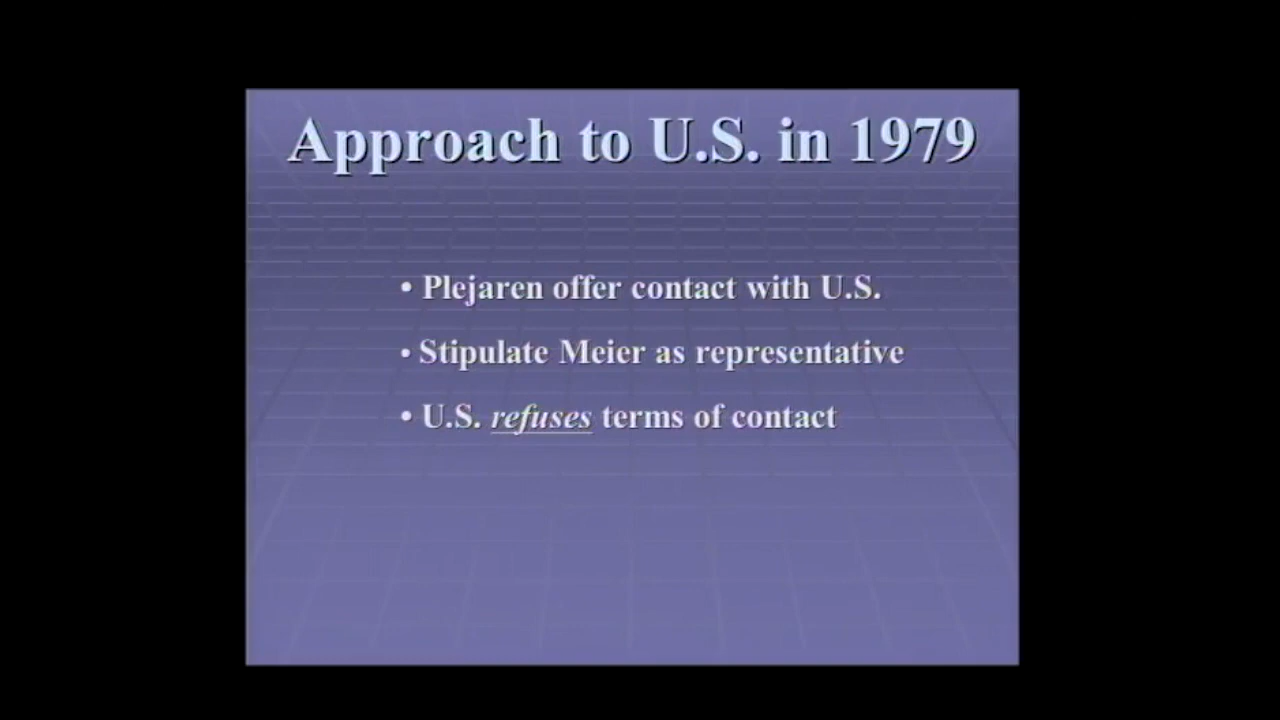 Approach to U.S. in 1979
• Plejaren offer contact with U.S.
• Stipulate Meier as representative
• U.S. refuses terms of contact